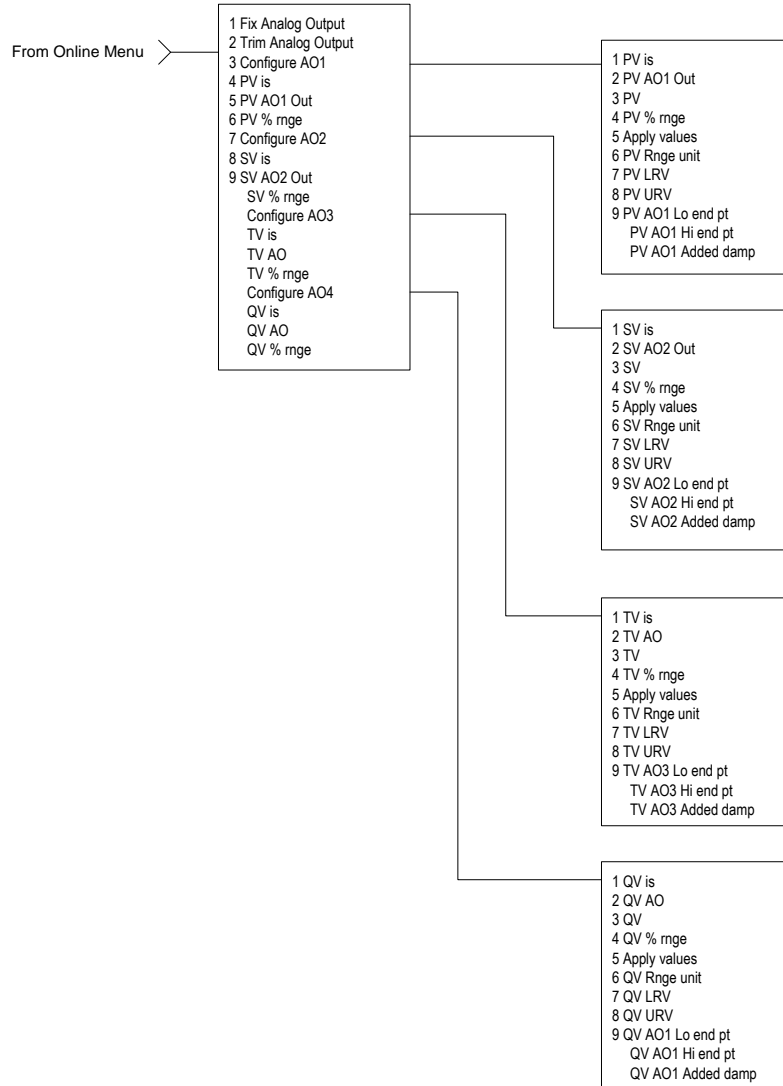 From Online Menu
1 Fix Analog Output
2 Trim Analog Output
3 Configure AO1
4 PV is
5 PV AO1 Out
6 PV % rnge
7 Configure AO2
8 SV is
9 SV AO2 Out
SV % rnge
Configure AO3
TV is
TV AO
TV % rnge
Configure AO4
QV is
QV AO
QV % rnge
1 PV is
2 PV AO1 Out
3 PV
4 PV % rnge
5 Apply values
6 PV Rnge unit
7 PV LRV
8 PV URV
9 PV AO1 Lo end pt
PV AO1 Hi end pt
PV AO1 Added damp
1 SV is
2 SV AO2 Out
3 SV
4 SV % rnge
5 Apply values
6 SV Rnge unit
7 SV LRV
8 SV URV
9 SV AO2 Lo end pt
SV AO2 Hi end pt
SV AO2 Added damp
1 TV is
2 TV AO
3 TV
4 TV % rnge
5 Apply values
6 TV Rnge unit
7 TV LRV
8 TV URV
9 TV AO3 Lo end pt
TV AO3 Hi end pt
TV AO3 Added damp
1 QV is
2 QV AO
3 QV
4 QV % rnge
5 Apply values
6 QV Rnge unit
7 QV LRV
8 QV URV
9 QV AO1 Lo end pt
QV AO1 Hi end pt
QV AO1 Added damp